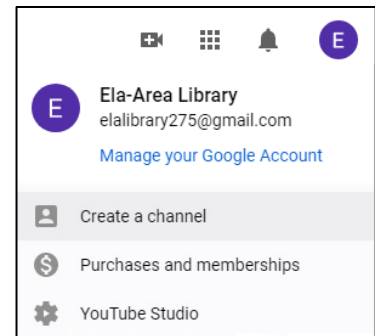 E
E
Ela-Area Library
elalibrary275@gmail.com
Manage your Google Account
Create a channel
Purchases and memberships
YouTube Studio